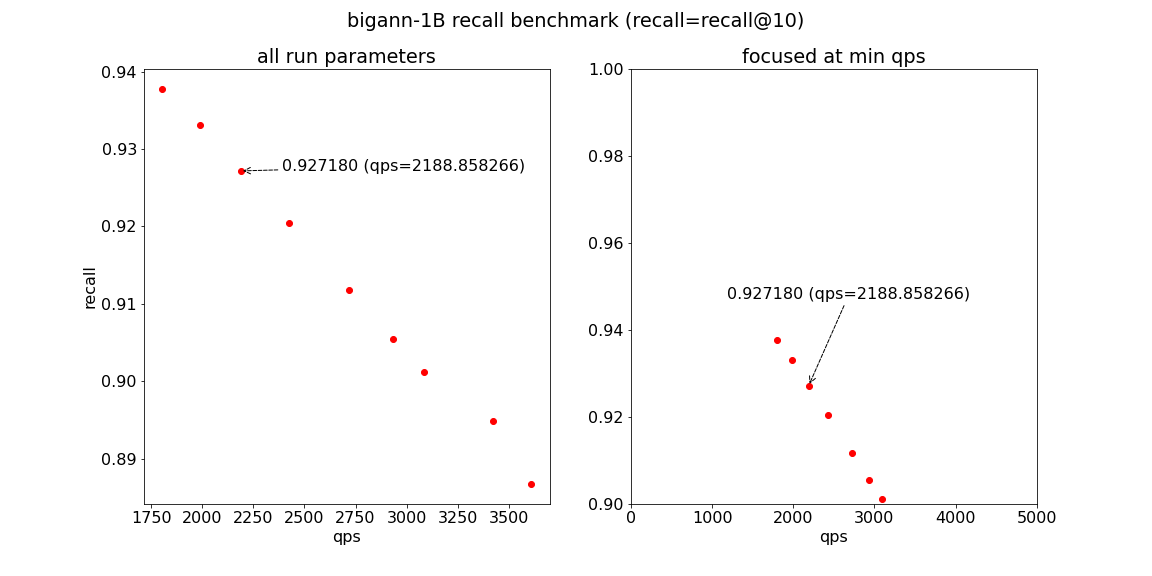 bigann-1B recall benchmark (recall=recall@10)
all run parameters
0.94
0.93
0.92
0.91
0.90
0.89
recall
0.927180 (qps=2188.858266)
1750 2000 2250 2500 2750 3000 3250 3500
qps
focused at min qps
1.00
0.98
0.96
0.94
0.92
0.90
0.927180 (qps=2188.858266)
0 1000 2000 3000 4000 5000
qps